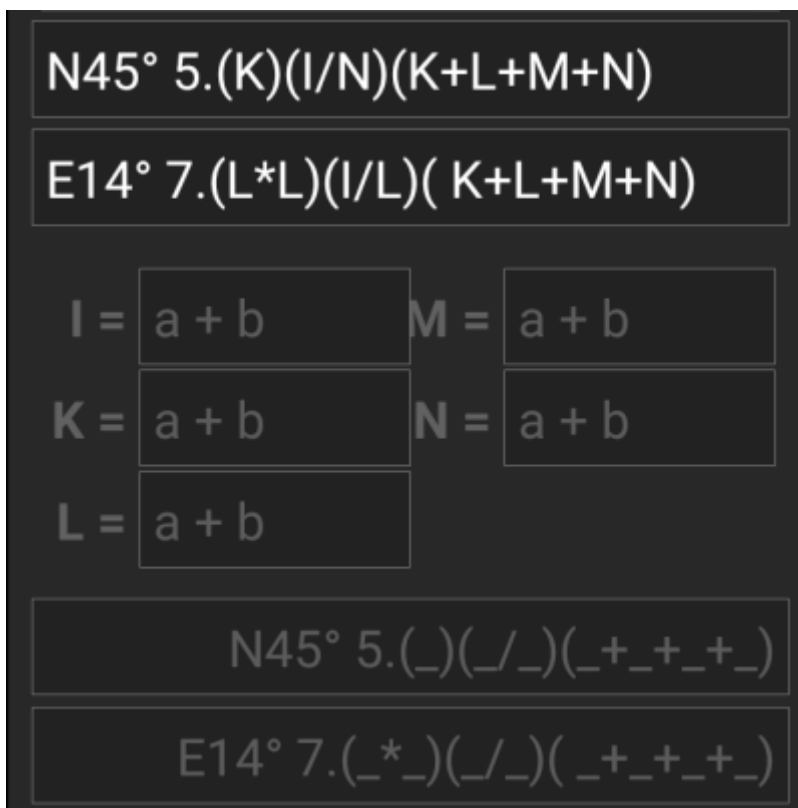 N45° 5.(K)(I/N)(K+L+M+N)
E14° 7.(L*L)(I/L)( K+L+M+N)
I = a + b M = a + b
K = a + b N = a + b
L = a + b
N45° 5.(_)(_/_)(_+_+_+_)
E14° 7.(_*_)(_/_)( _+_+_+_)